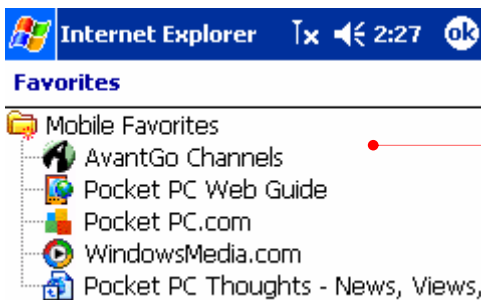 Internet Explorer 2:27 ok
Favorites
Mobile Favorites
AvantGo Channels
Pocket PC Web Guide
Pocket PC.com
WindowsMedia.com
Pocket PC Thoughts - News, Views,